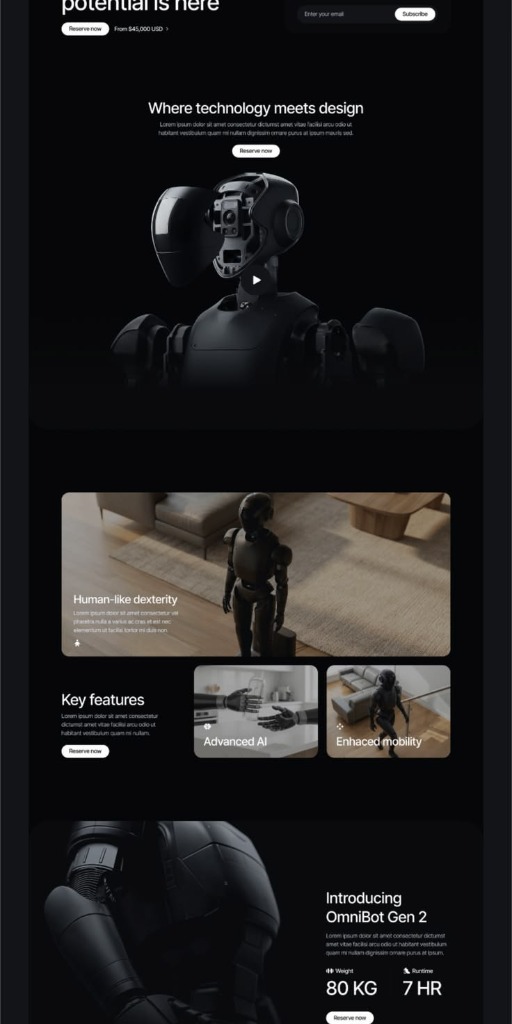 potential is here
Enter your email
Subscribe
Reserve now
From $45,000 USD
Where technology meets design
Lorem ipsum dolor sit amet consectetur dictumst amet vitae facilisi arcu odio ut
habitant vestibulum quam mi nullam dignissim ornare purus at ipsum mauris sed.
Reserve now
Human-like dexterity
Lorem ipsum dolor sit amet consectetur vel
pharetra nulla a varius ac cras et est nec
elementum ut facilisi tortor mi duis non
Key features
Lorem ipsum dolor sit amet consectetur
dictumst amet vitae facilisi arcu odio ut
habitant vestibulum quam mi nullam.
Reserve now
Advanced AI
Enhaced mobility
Introducing
OmniBot Gen 2
Lorem ipsum dolor sit amet consectetur dictumst
amet vitae facilisi arcu odio ut habitant vestibulum
quam mi nullam dignissim ornare purus at ipsum.
Weight
Runtime
80 KG
7 HR
Reserve now